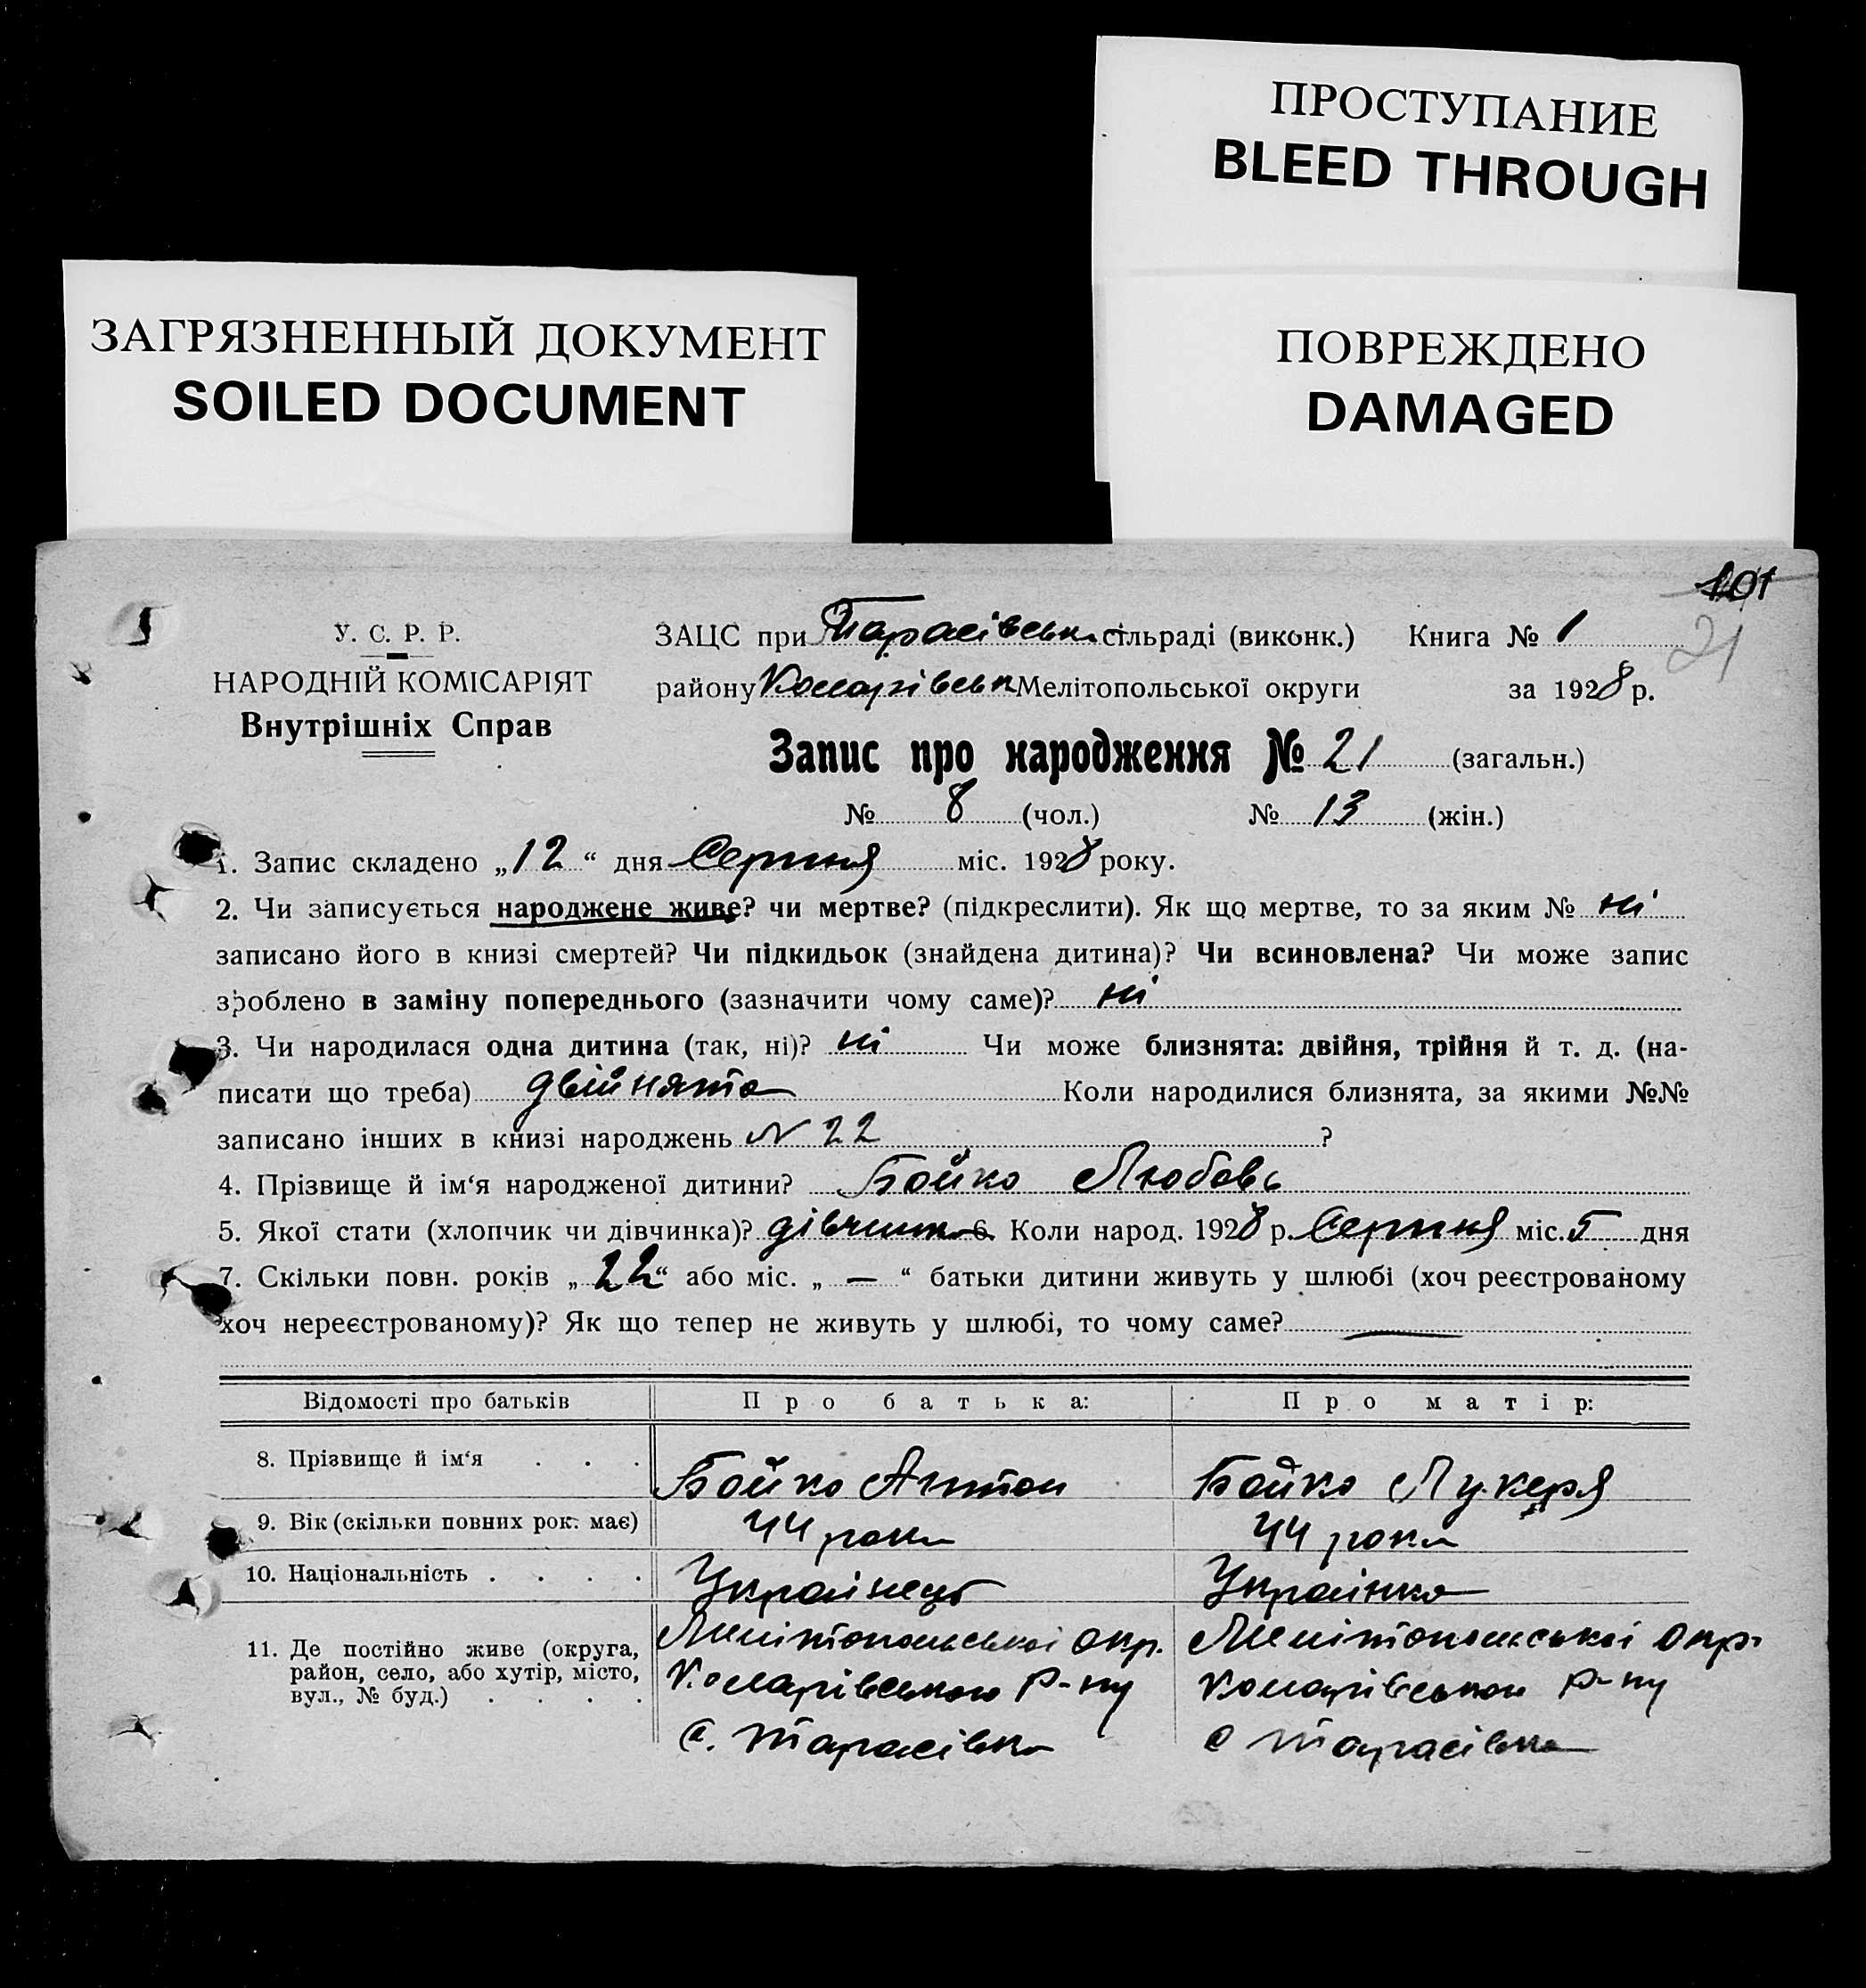 ПРОСТУПАНИЕ
BLEED THROUGH
ЗАГРЯЗНЕННЫЙ ДОКУМЕНТ
SOILED DOCUMENT
ПОВРЕЖДЕНО
DAMAGED
21
У. С. Р. Р.
НАРОДНІЙ КОМІСАРІЯТ
Внутрішніх Справ
ЗАЦС при Тарасівськ. сільраді (виконк.) Книга № 1
району Комарівськ Мелітопольської округи за 1928 р.
Запис про народження № 21 (загальн.)
№ 8 (чол.) № 13 (жін.)
1. Запис складено „12“ дня Серпня міс. 1928 року.
2. Чи записується народжене живе? чи мертве? (підкреслити). Як що мертве, то за яким № ні
записано його в книзі смертей? Чи підкидьок (знайдена дитина)? Чи всиновлена? Чи може запис
зроблено в заміну попереднього (зазначити чому саме)? ні
3. Чи народилася одна дитина (так, ні)? ні Чи може близнята: двійня, трійня й т. д. (на-
писати що треба) двійнята Коли народилися близнята, за якими №№
записано інших в книзі народжень N 22 ?
4. Прізвище й ім‘я народженої дитини? Бойко Любовь
5. Якої стати (хлопчик чи дівчинка)? дівчинка 6. Коли народ. 1928 р. Серпня міс. 5 дня
7. Скільки повн. років „22“ або міс. „—“ батьки дитини живуть у шлюбі (хоч реєстрованому
хоч нереєстрованому)? Як що тепер не живуть у шлюбі, то чому саме? —
Відомості про батьків Про батька: Про матір:
8. Прізвище й ім‘я . . . Бойко Антон Бойко Лукеря
9. Вік (скільки повних рок. має) 44 роки 44 роки
10. Національність . . . . Українець Українка
11. Де постійно живе (округа,
район, село, або хутір, місто,
вул., № буд.) . . . .
Мелітопольської окр.
Комарівського р-ну
с. Тарасівка
Мелітопольської окр.
Комарівського р-ну
с Тарасівка